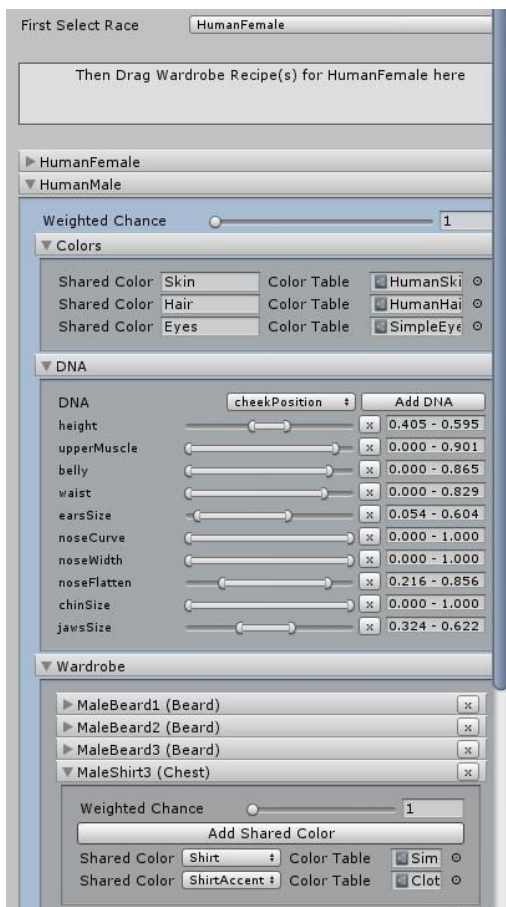 First Select Race HumanFemale
Then Drag Wardrobe Recipe(s) for HumanFemale here
HumanFemale
HumanMale
Weighted Chance 1
Colors
Shared Color Skin Color Table HumanSki
Shared Color Hair Color Table HumanHai
Shared Color Eyes Color Table SimpleEye
DNA
DNA cheekPosition Add DNA
height x 0.405 - 0.595
upperMuscle x 0.000 - 0.901
belly x 0.000 - 0.865
waist x 0.000 - 0.829
earsSize x 0.054 - 0.604
noseCurve x 0.000 - 1.000
noseWidth x 0.000 - 1.000
noseFlatten x 0.216 - 0.856
chinSize x 0.000 - 1.000
jawsSize x 0.324 - 0.622
Wardrobe
MaleBeard1 (Beard) x
MaleBeard2 (Beard) x
MaleBeard3 (Beard) x
MaleShirt3 (Chest) x
Weighted Chance 1
Add Shared Color
Shared Color Shirt Color Table Sim
Shared Color ShirtAccent Color Table Clot